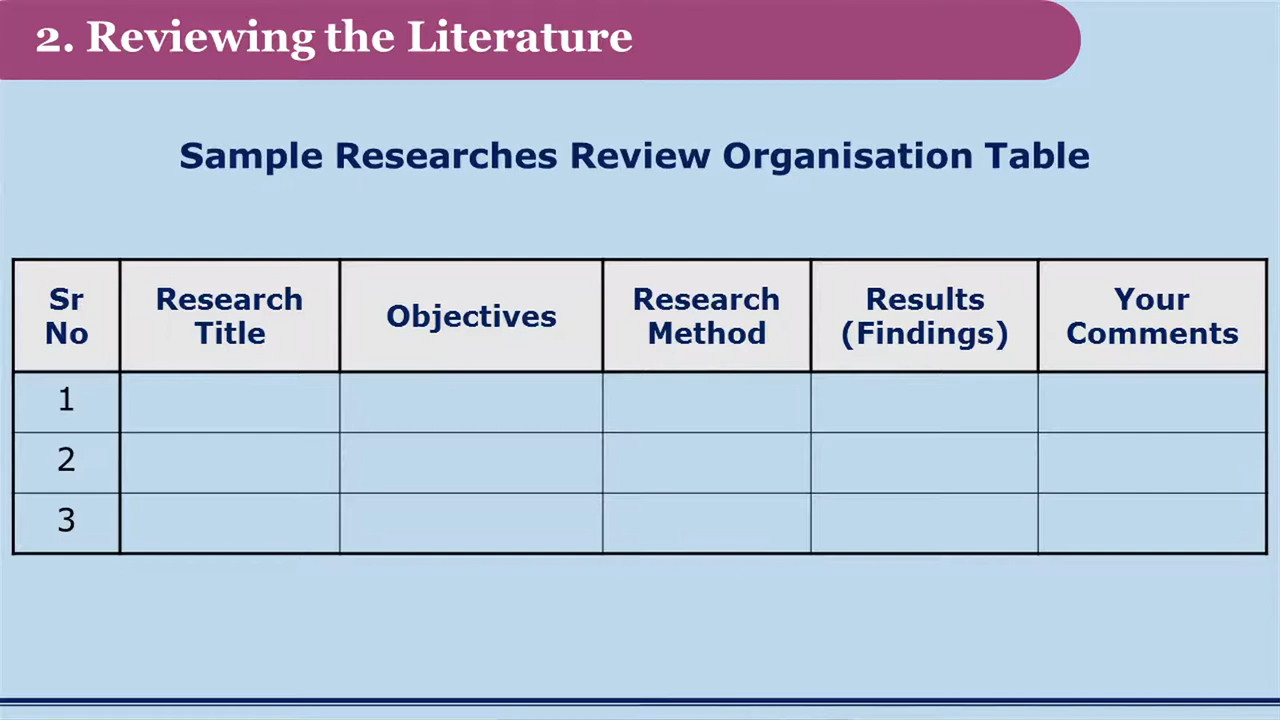 2. Reviewing the Literature
Sample Researches Review Organisation Table
Sr No | Research Title | Objectives | Research Method | Results (Findings) | Your Comments
1
2
3